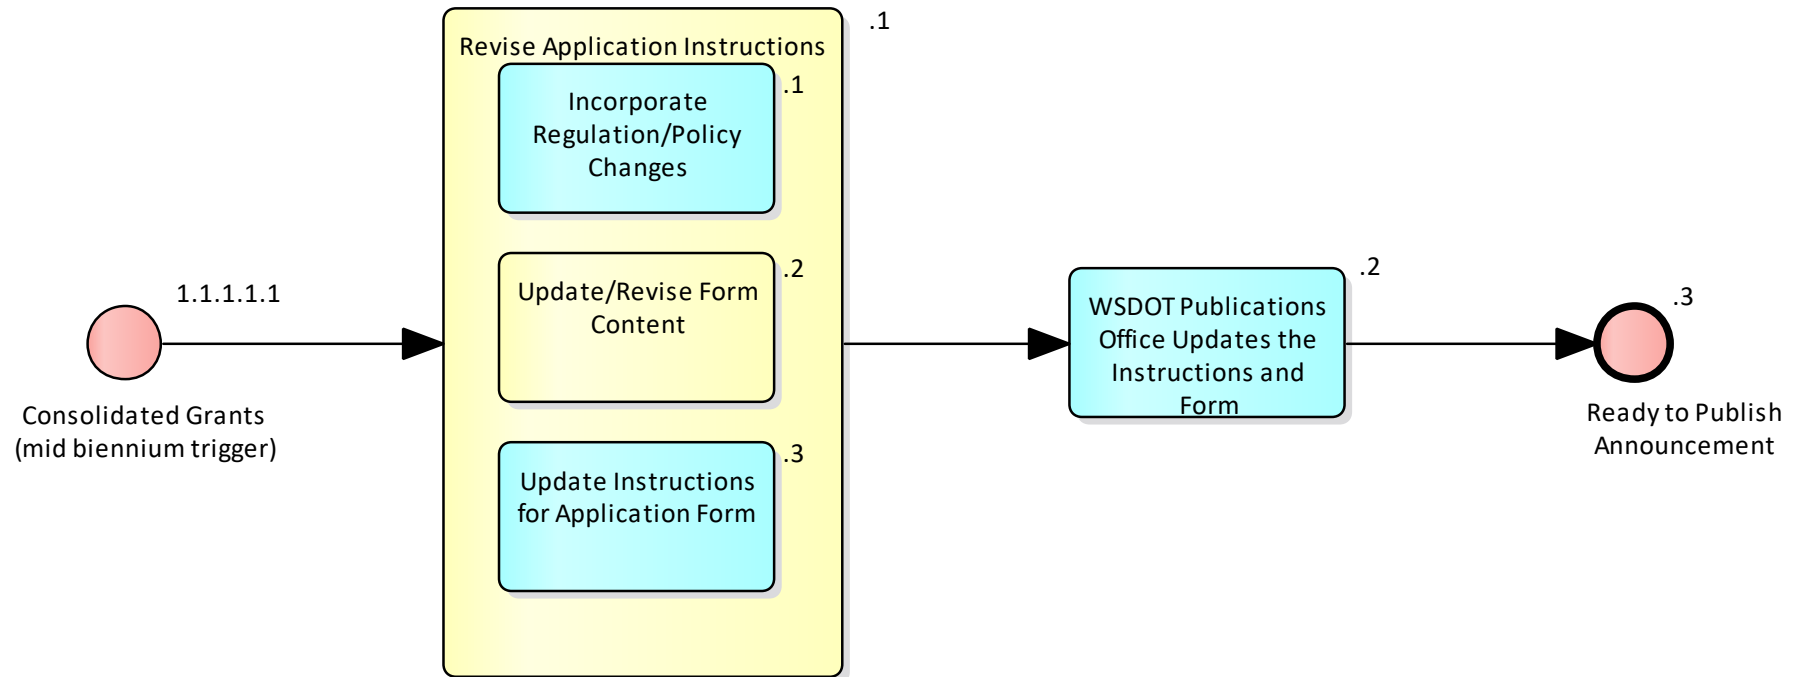 .1
Revise Application Instructions
.1
Incorporate
Regulation/Policy
Changes
.2
Update/Revise Form
Content
.3
Update Instructions
for Application Form
1.1.1.1.1
Consolidated Grants
(mid biennium trigger)
.2
WSDOT Publications
Office Updates the
Instructions and
Form
.3
Ready to Publish
Announcement